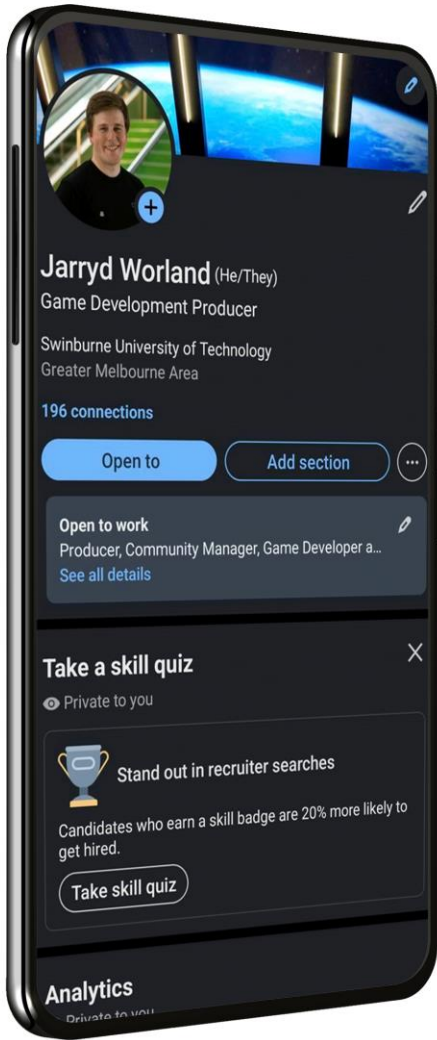 Jarryd Worland (He/They)
Game Development Producer
Swinburne University of Technology
Greater Melbourne Area
196 connections
Open to
Add section
Open to work
Producer, Community Manager, Game Developer a...
See all details
Take a skill quiz
Private to you
Stand out in recruiter searches
Candidates who earn a skill badge are 20% more likely to
get hired.
Take skill quiz
Analytics
Private to you